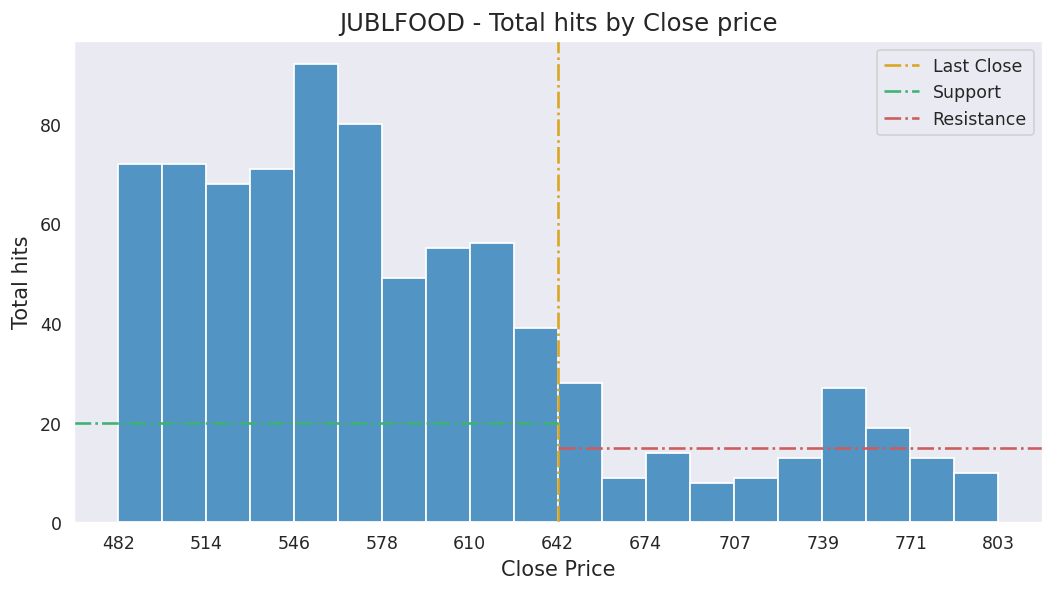 JUBLFOOD - Total hits by Close price
Last Close
Support
Resistance
Total hits
80
60
40
20
0
482 514 546 578 610 642 674 707 739 771 803
Close Price